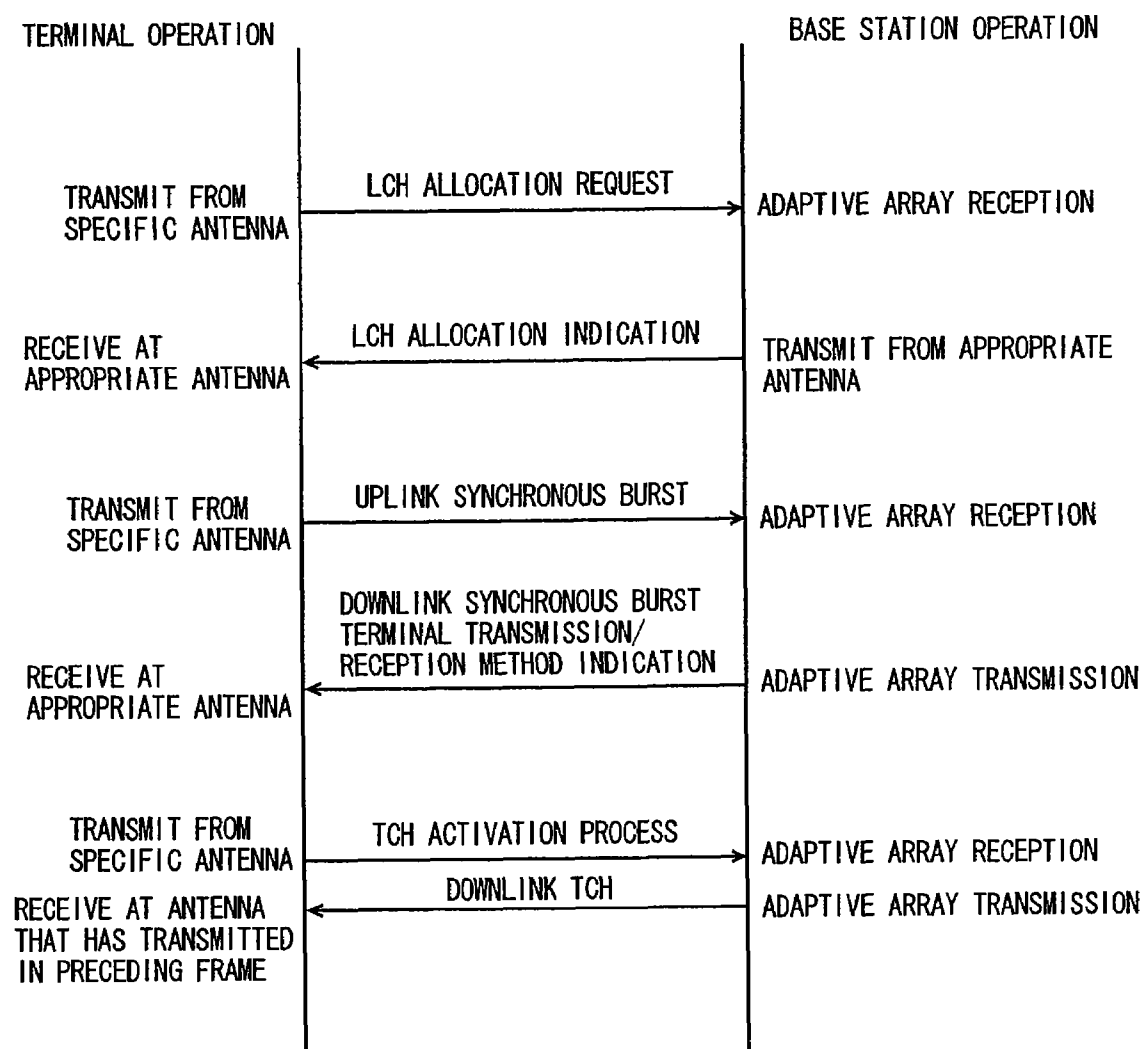 TERMINAL OPERATION
BASE STATION OPERATION
TRANSMIT FROM
SPECIFIC ANTENNA
LCH ALLOCATION REQUEST
ADAPTIVE ARRAY RECEPTION
RECEIVE AT
APPROPRIATE ANTENNA
LCH ALLOCATION INDICATION
TRANSMIT FROM APPROPRIATE
ANTENNA
TRANSMIT FROM
SPECIFIC ANTENNA
UPLINK SYNCHRONOUS BURST
ADAPTIVE ARRAY RECEPTION
DOWNLINK SYNCHRONOUS BURST
TERMINAL TRANSMISSION/
RECEPTION METHOD INDICATION
RECEIVE AT
APPROPRIATE ANTENNA
ADAPTIVE ARRAY TRANSMISSION
TRANSMIT FROM
SPECIFIC ANTENNA
TCH ACTIVATION PROCESS
ADAPTIVE ARRAY RECEPTION
DOWNLINK TCH
ADAPTIVE ARRAY TRANSMISSION
RECEIVE AT ANTENNA
THAT HAS TRANSMITTED
IN PRECEDING FRAME